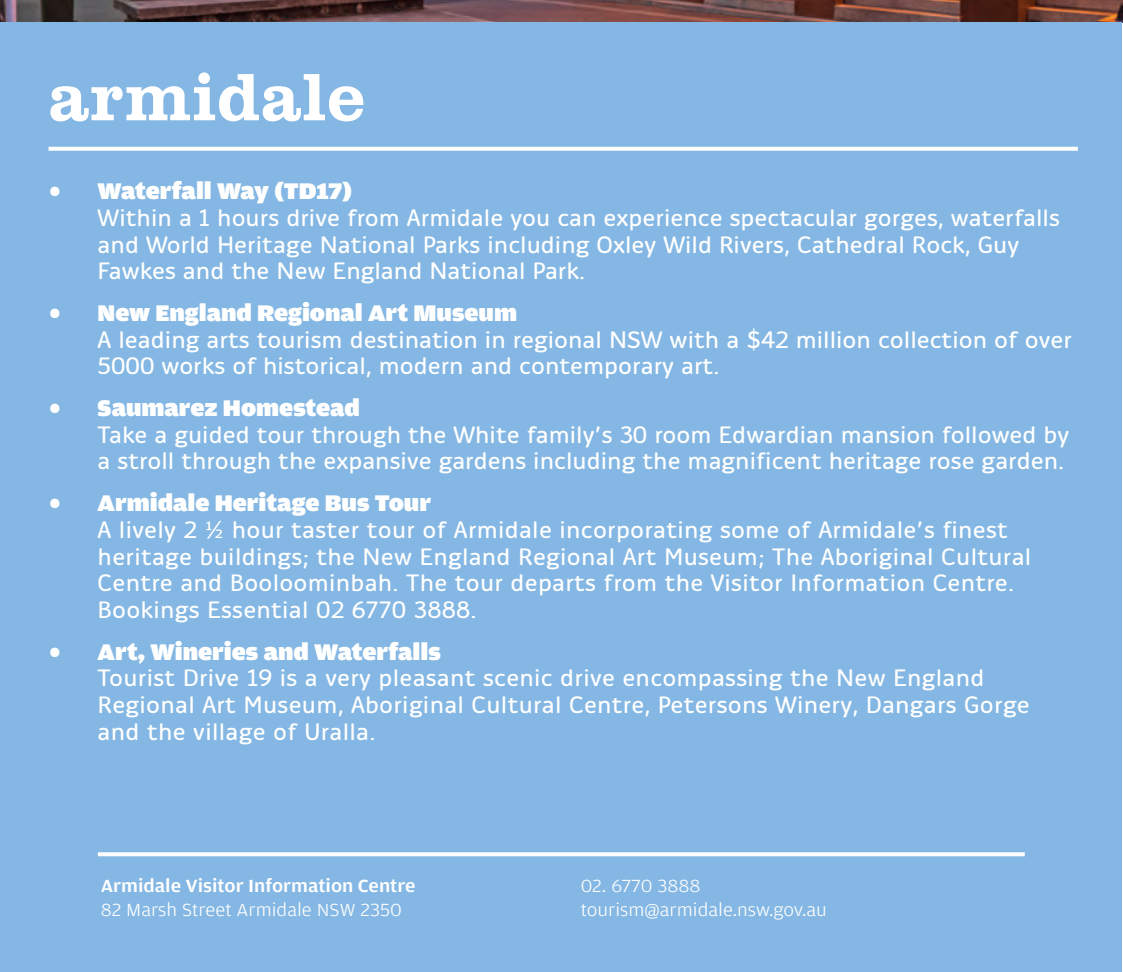 armidale
• Waterfall Way (TD17)
Within a 1 hours drive from Armidale you can experience spectacular gorges, waterfalls
and World Heritage National Parks including Oxley Wild Rivers, Cathedral Rock, Guy
Fawkes and the New England National Park.
• New England Regional Art Museum
A leading arts tourism destination in regional NSW with a $42 million collection of over
5000 works of historical, modern and contemporary art.
• Saumarez Homestead
Take a guided tour through the White family’s 30 room Edwardian mansion followed by
a stroll through the expansive gardens including the magnificent heritage rose garden.
• Armidale Heritage Bus Tour
A lively 2 ½ hour taster tour of Armidale incorporating some of Armidale’s finest
heritage buildings; the New England Regional Art Museum; The Aboriginal Cultural
Centre and Booloominbah. The tour departs from the Visitor Information Centre.
Bookings Essential 02 6770 3888.
• Art, Wineries and Waterfalls
Tourist Drive 19 is a very pleasant scenic drive encompassing the New England
Regional Art Museum, Aboriginal Cultural Centre, Petersons Winery, Dangars Gorge
and the village of Uralla.
Armidale Visitor Information Centre
82 Marsh Street Armidale NSW 2350
02. 6770 3888
tourism@armidale.nsw.gov.au